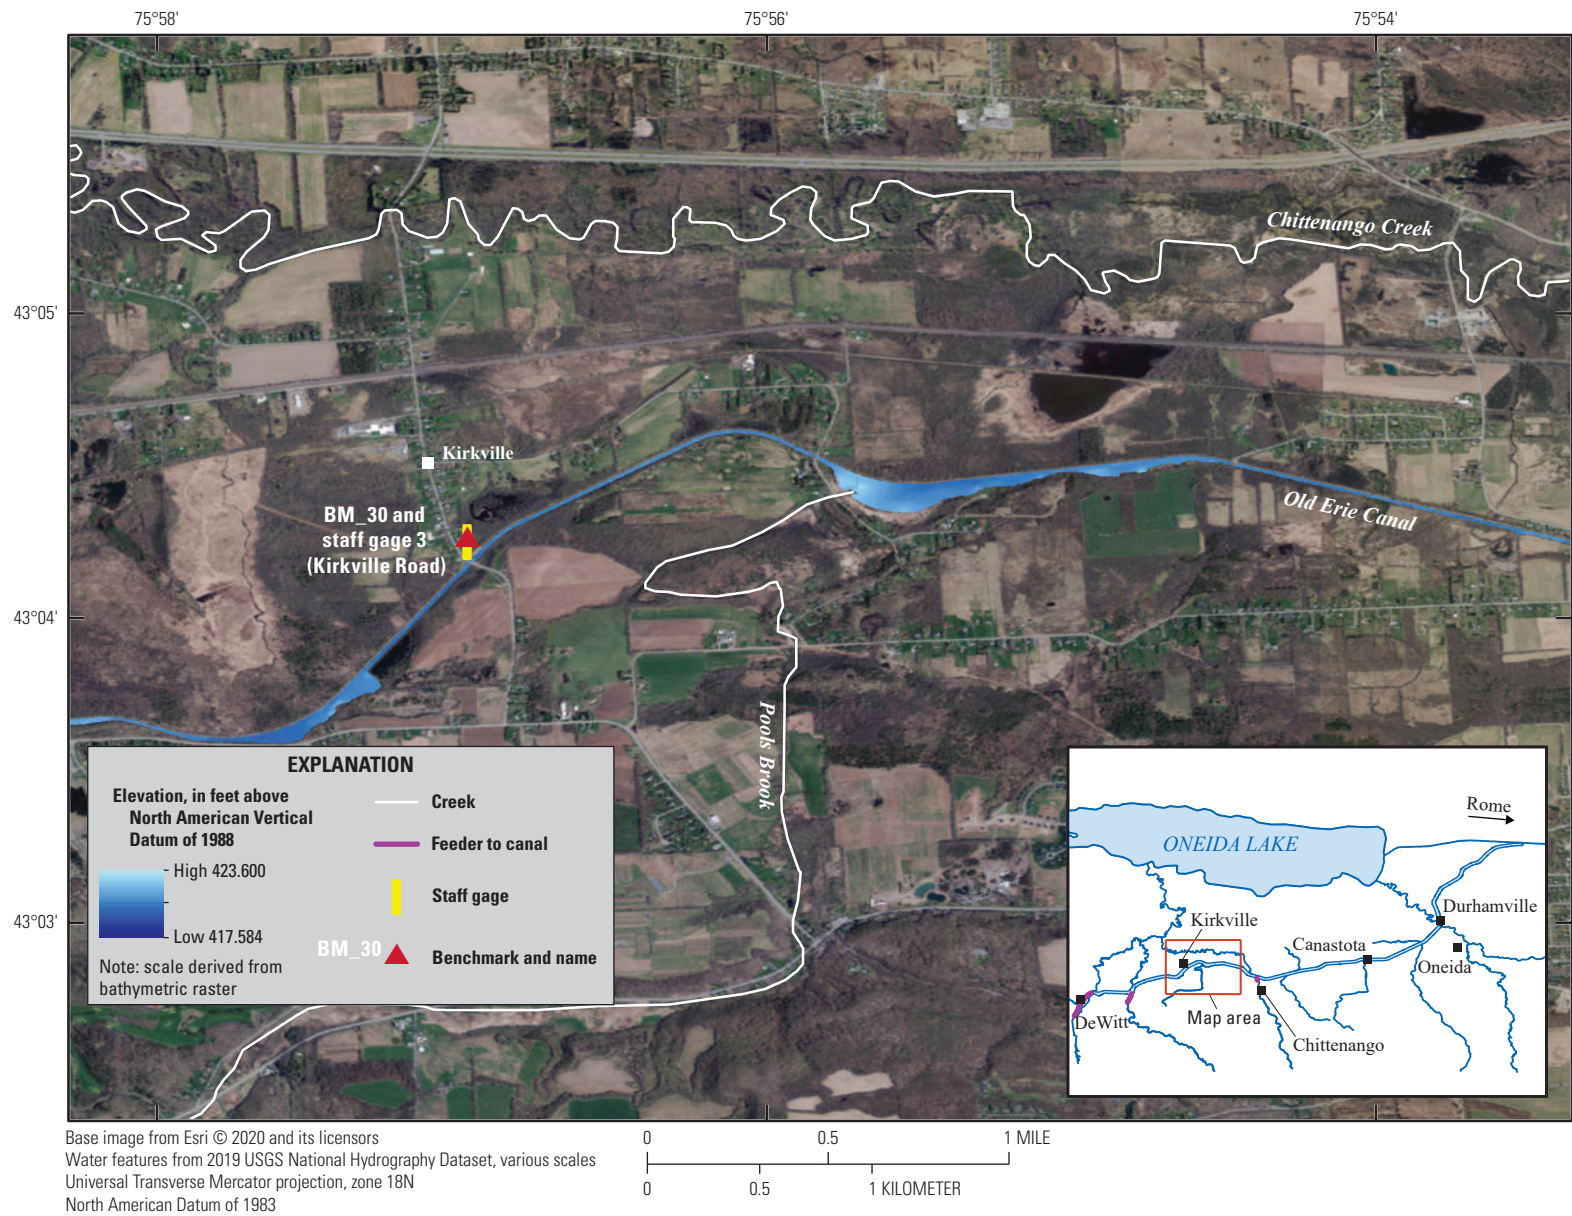 75°58'
75°56'
75°54'
Chittenango Creek
43°05'
Kirkville
Old Erie Canal
BM_30 and
staff gage 3
(Kirkville Road)
43°04'
Pools Brook
43°03'
EXPLANATION
Elevation, in feet above
North American Vertical
Datum of 1988
High 423.600
Low 417.584
Note: scale derived from
bathymetric raster
Creek
Feeder to canal
Staff gage
BM_30
Benchmark and name
Rome
ONEIDA LAKE
Durhamville
Kirkville
Canastota
Oneida
DeWitt
Map area
Chittenango
Base image from Esri © 2020 and its licensors
Water features from 2019 USGS National Hydrography Dataset, various scales
Universal Transverse Mercator projection, zone 18N
North American Datum of 1983
0 0.5 1 MILE
0 0.5 1 KILOMETER